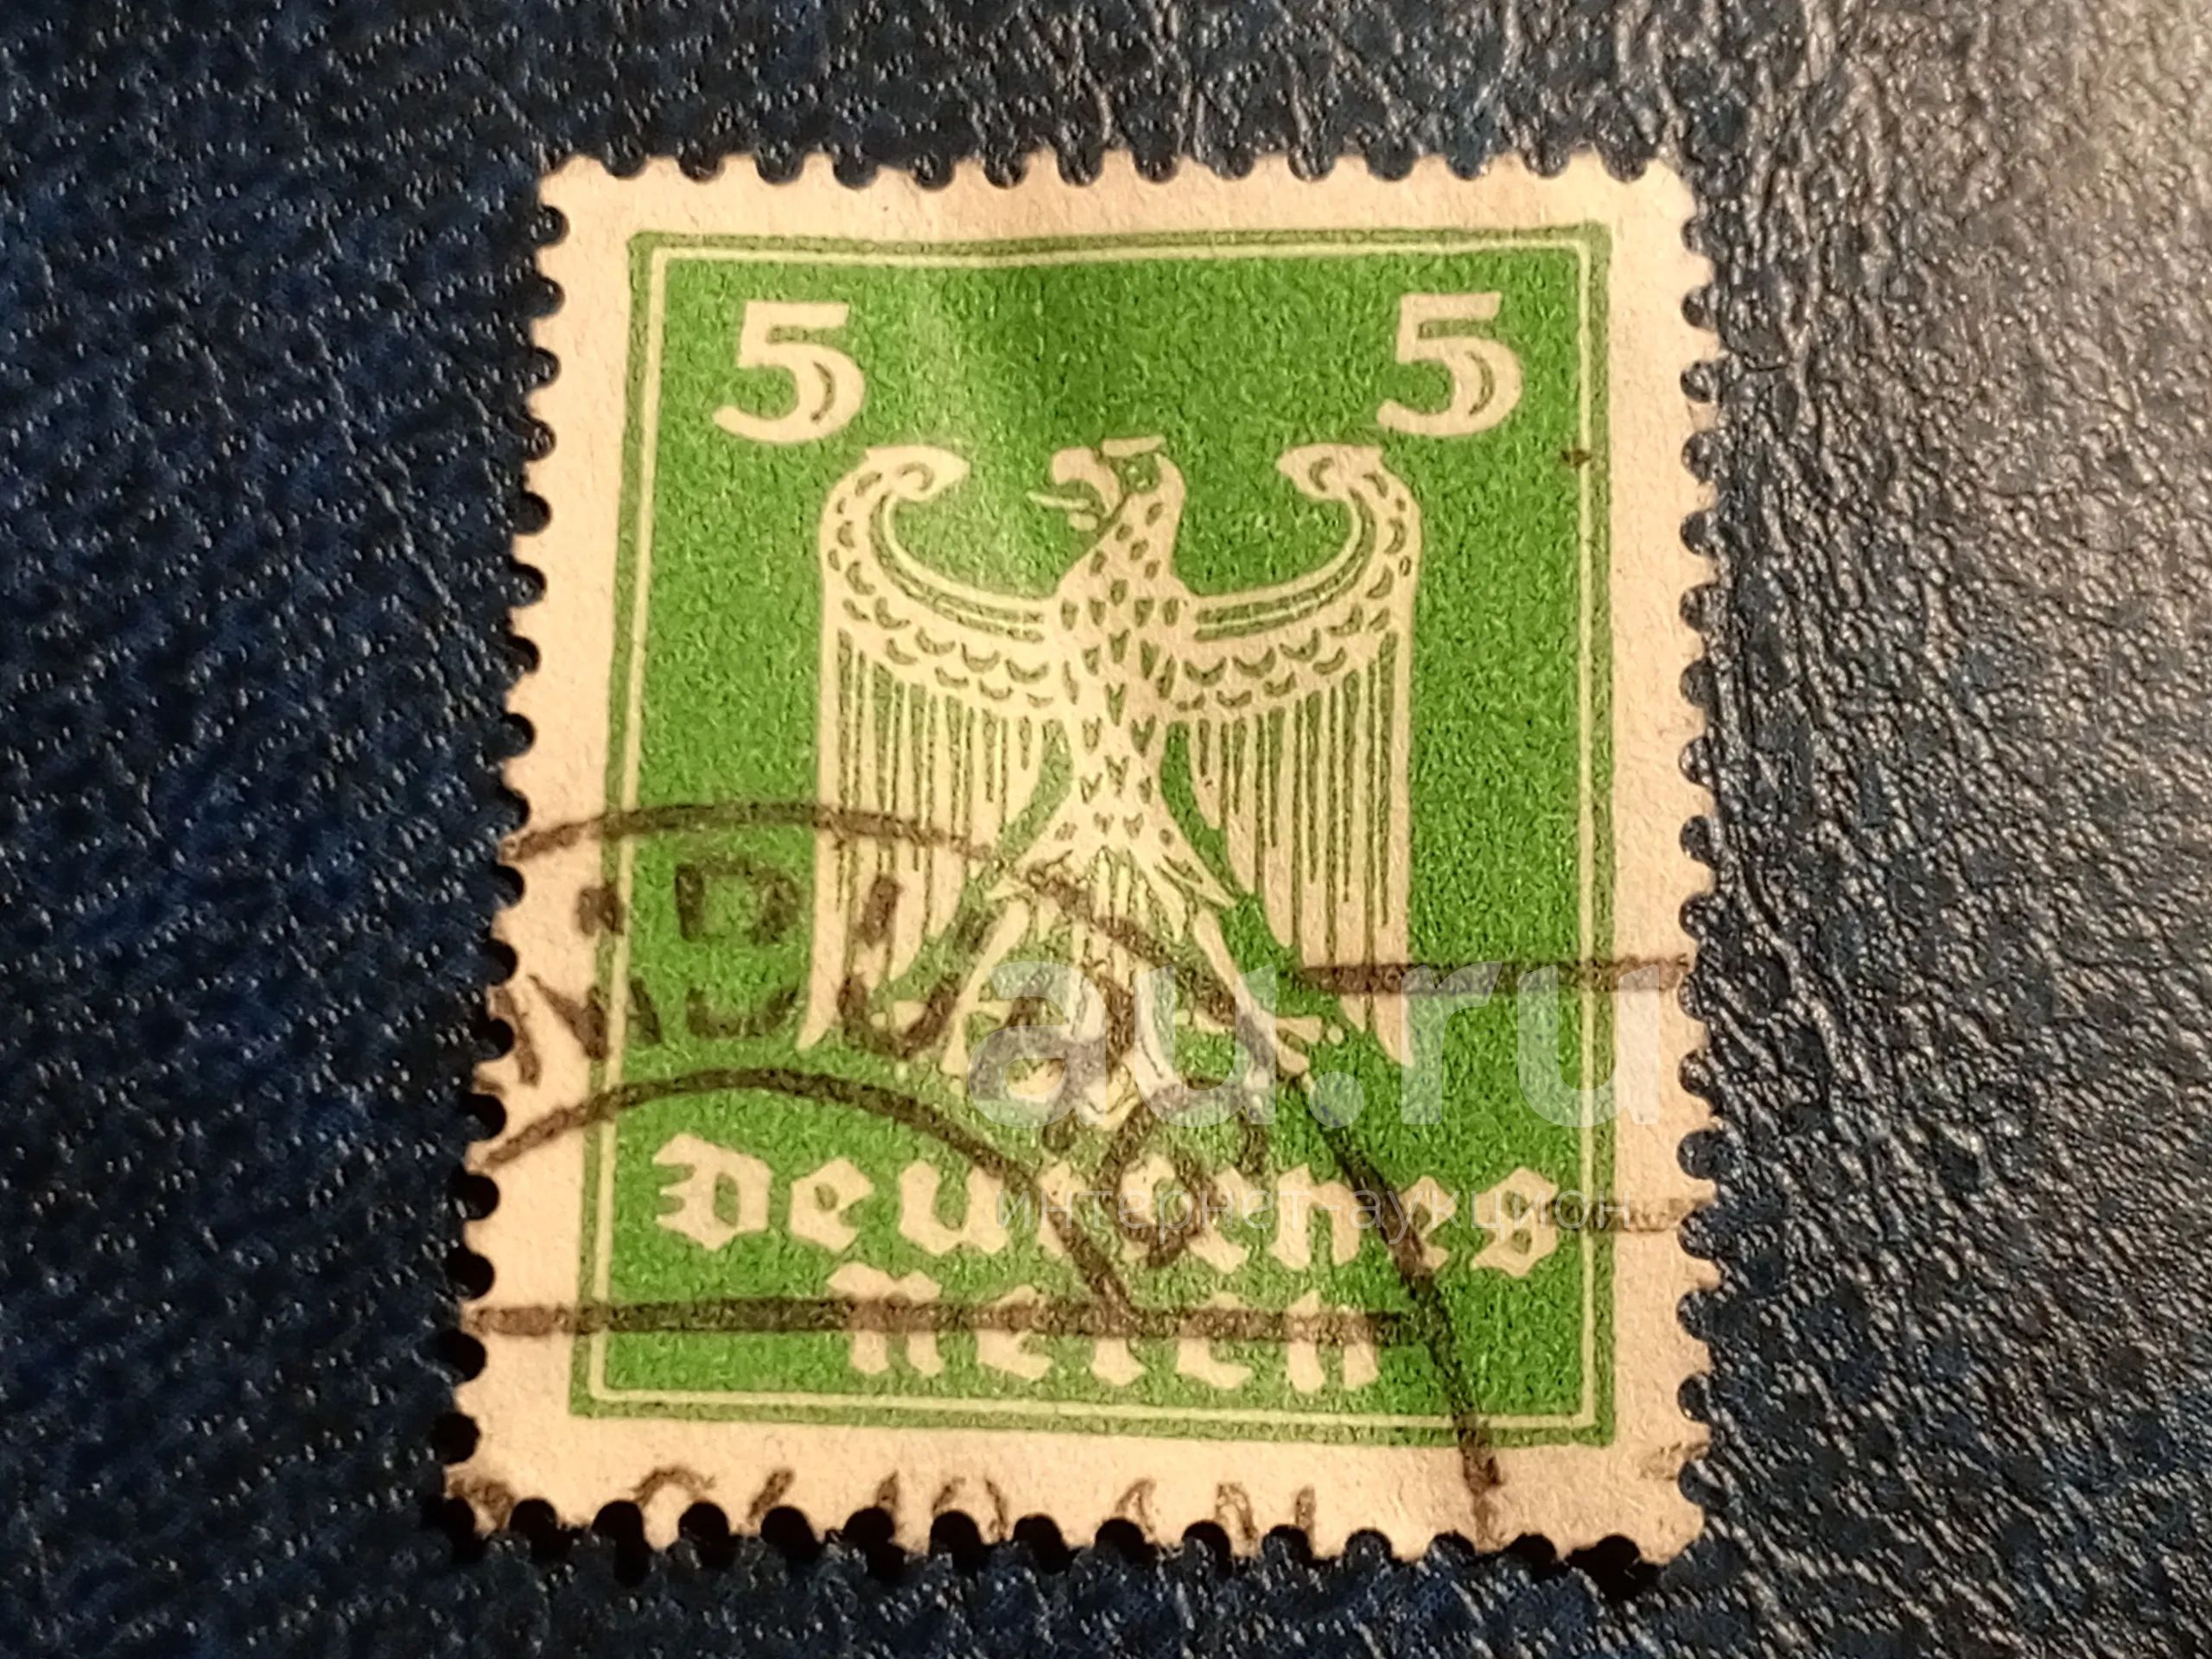 5 5
au.ru
Deutsches
интернет-аукцион
Reich